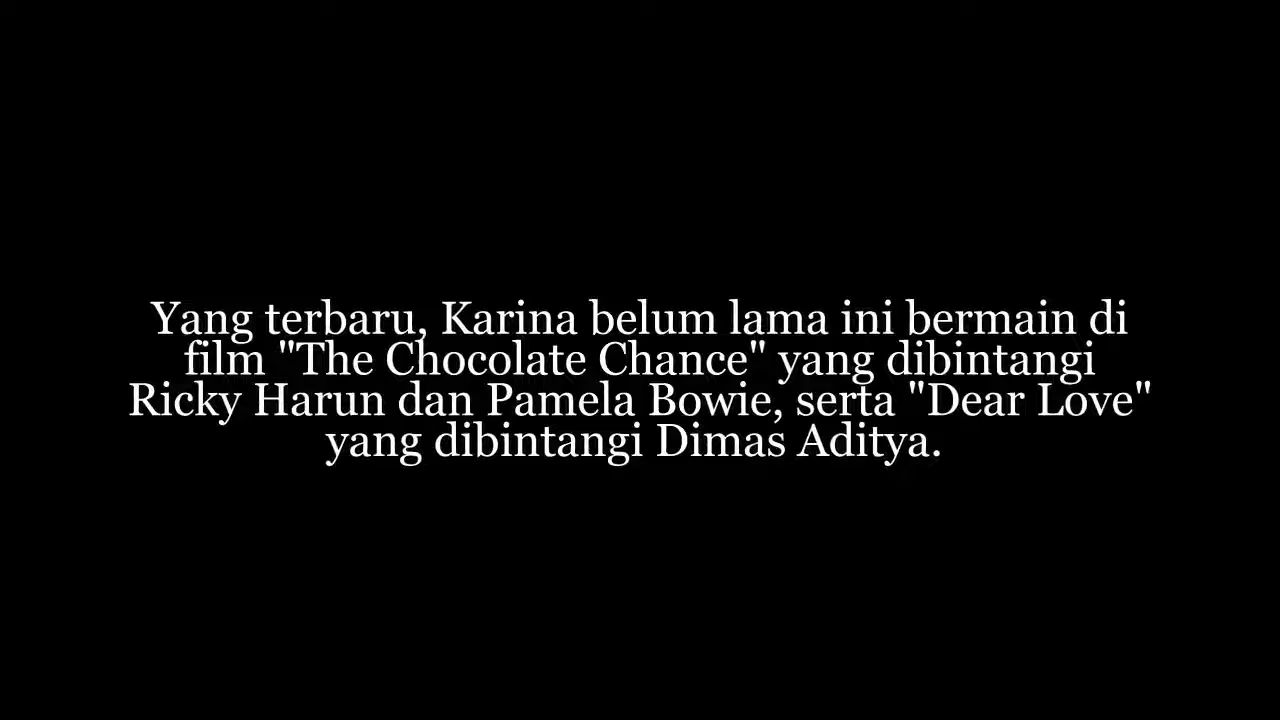 Yang terbaru, Karina belum lama ini bermain di
film "The Chocolate Chance" yang dibintangi
Ricky Harun dan Pamela Bowie, serta "Dear Love"
yang dibintangi Dimas Aditya.